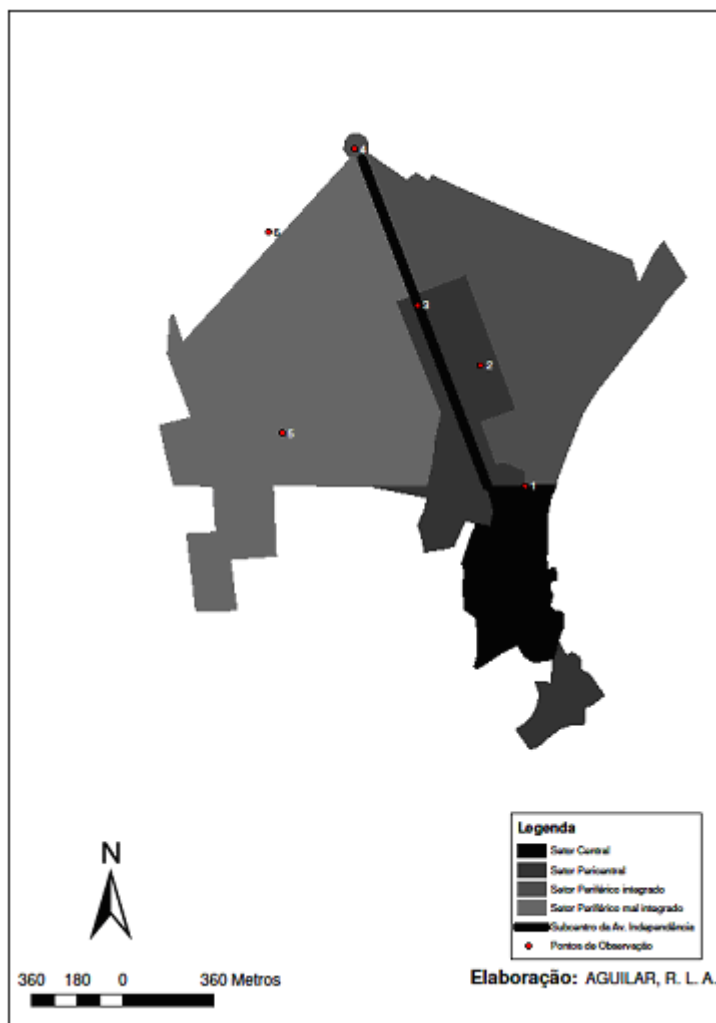 4
5
3
2
5
1
N
360 180 0 360 Metros
Legenda
Setor Central
Setor Pericentral
Setor Periférico integrado
Setor Periférico mal integrado
Subcentro da Av. Independência
Pontos de Observação
Elaboração: AGUILAR, R. L. A.